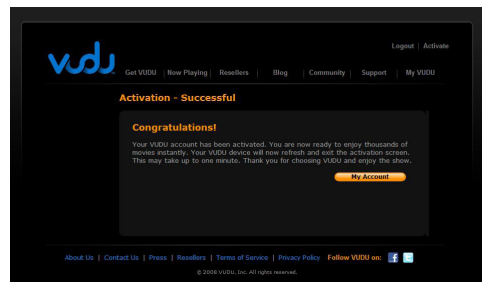 Logout | Activate
vudu
Get VUDU | Now Playing | Resellers | Blog | Community | Support | My VUDU
Activation - Successful
Congratulations!
Your VUDU account has been activated. You are now ready to enjoy thousands of
movies instantly. Your VUDU device will now refresh and exit the activation screen.
This may take up to one minute. Thank you for choosing VUDU and enjoy the show.
My Account
About Us | Contact Us | Press | Resellers | Terms of Service | Privacy Policy Follow VUDU on:
© 2008 VUDU, Inc. All rights reserved.